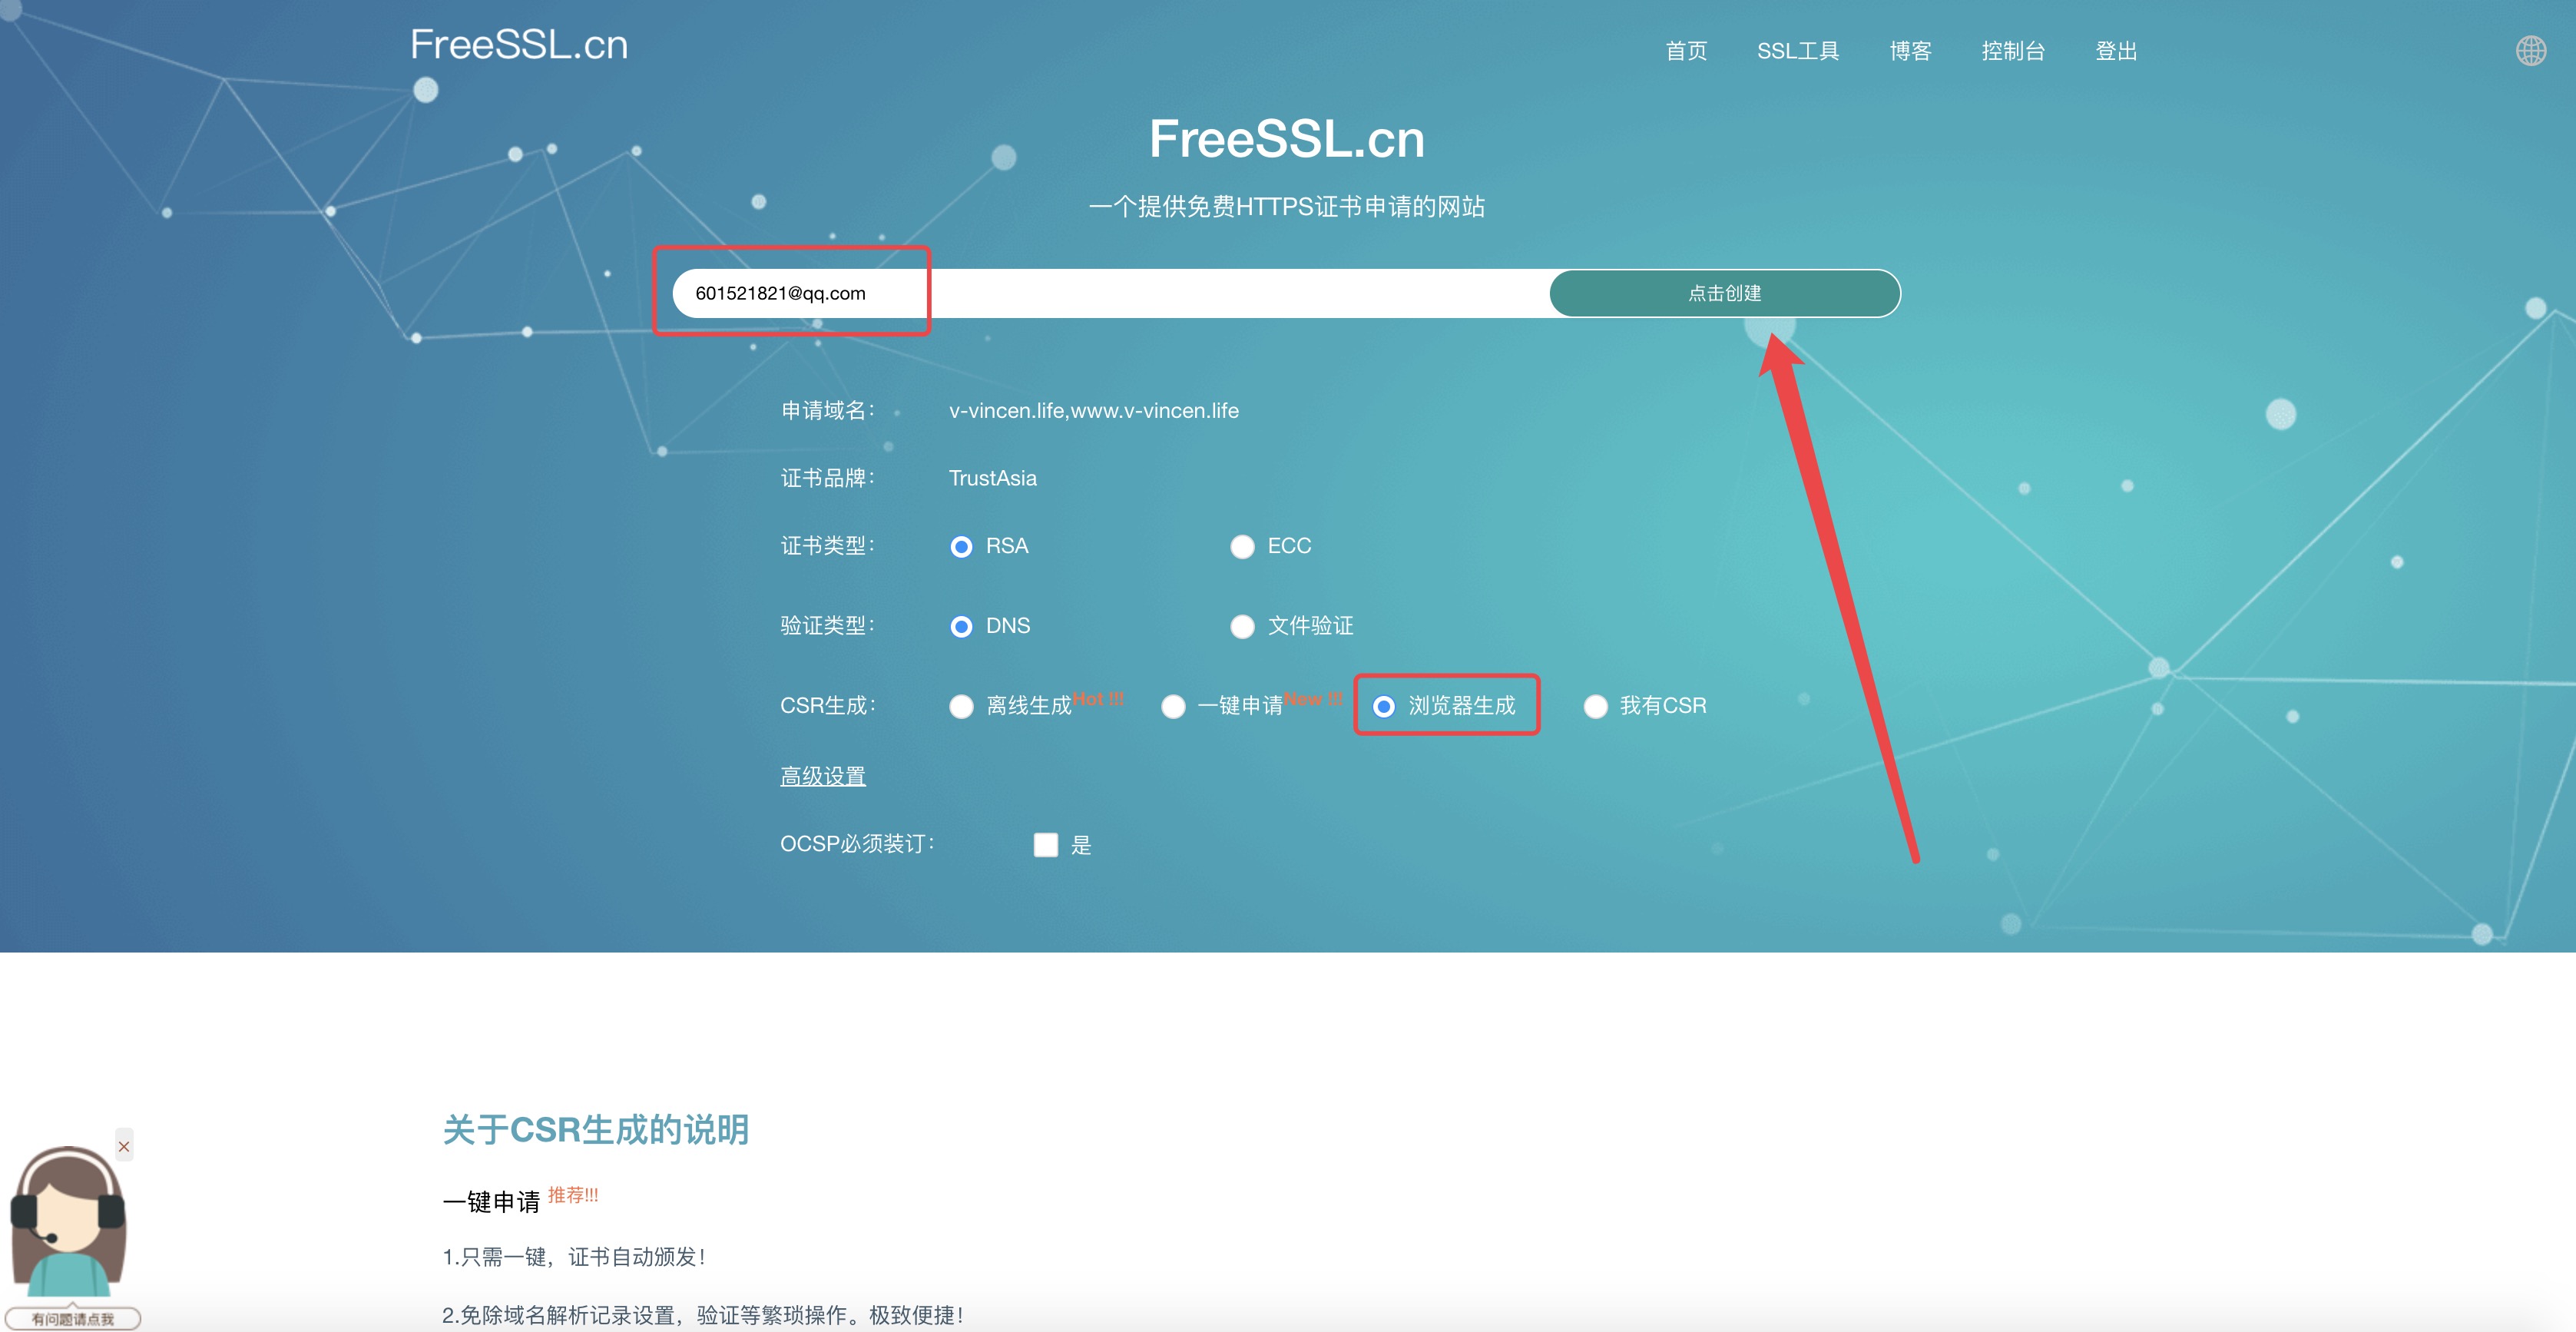 FreeSSL.cn
首页 SSL工具 博客 控制台 登出
FreeSSL.cn
一个提供免费HTTPS证书申请的网站
601521821@qq.com 点击创建
申请域名： v-vincen.life,www.v-vincen.life
证书品牌： TrustAsia
证书类型： RSA ECC
验证类型： DNS 文件验证
CSR生成： 离线生成Hot !!! 一键申请New !!! 浏览器生成 我有CSR
高级设置
OCSP必须装订： 是
关于CSR生成的说明
一键申请 推荐!!!
1.只需一键，证书自动颁发！
2.免除域名解析记录设置，验证等繁琐操作。极致便捷！
有问题请点我